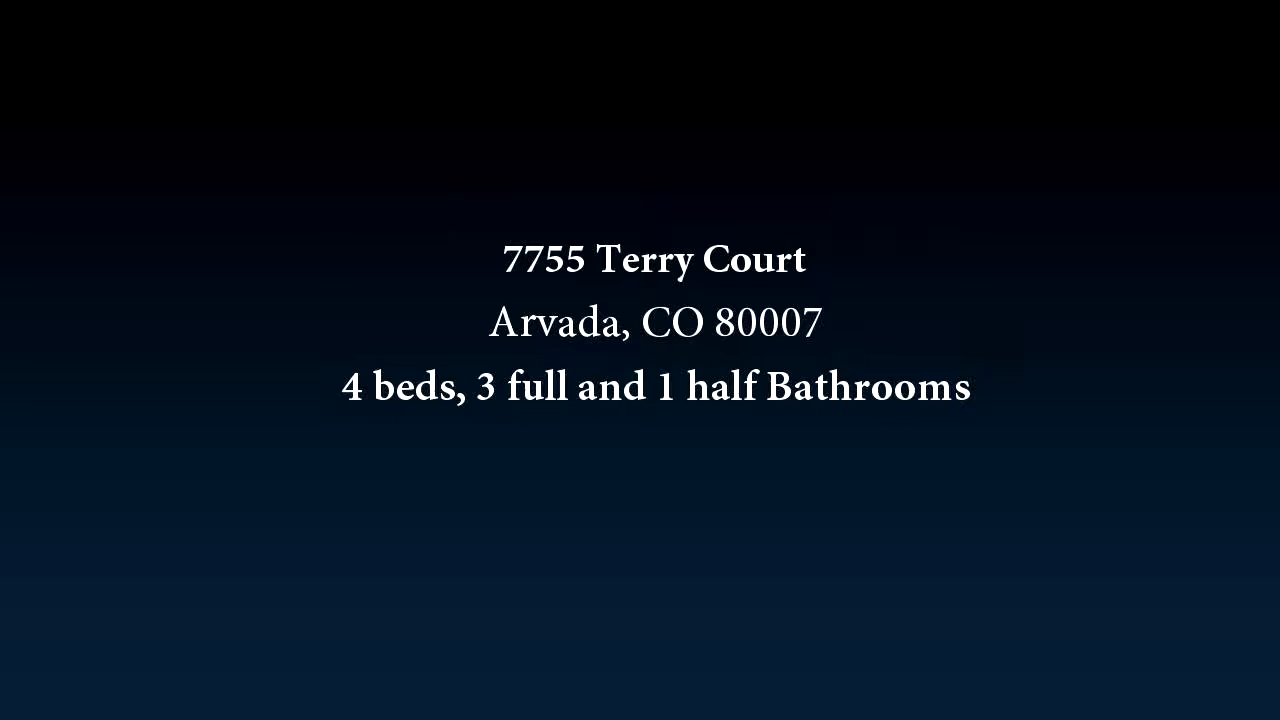 7755 Terry Court
Arvada, CO 80007
4 beds, 3 full and 1 half Bathrooms